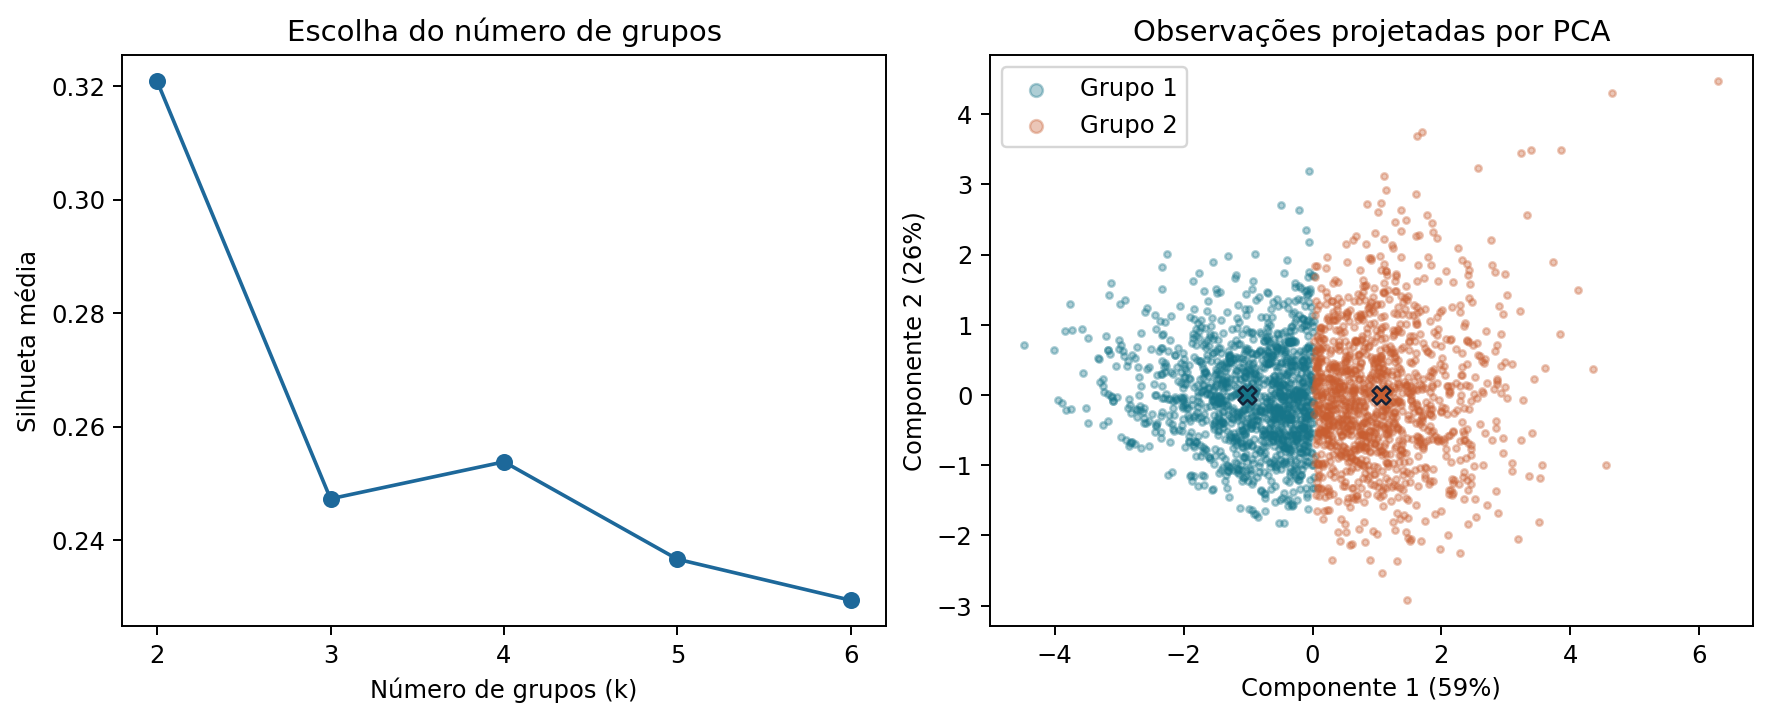 Escolha do número de grupos
0.32
0.30
0.28
0.26
0.24
Silhueta média
2 3 4 5 6
Número de grupos (k)
Observações projetadas por PCA
Grupo 1
Grupo 2
4
3
2
1
0
−1
−2
−3
Componente 2 (26%)
−4 −2 0 2 4 6
Componente 1 (59%)